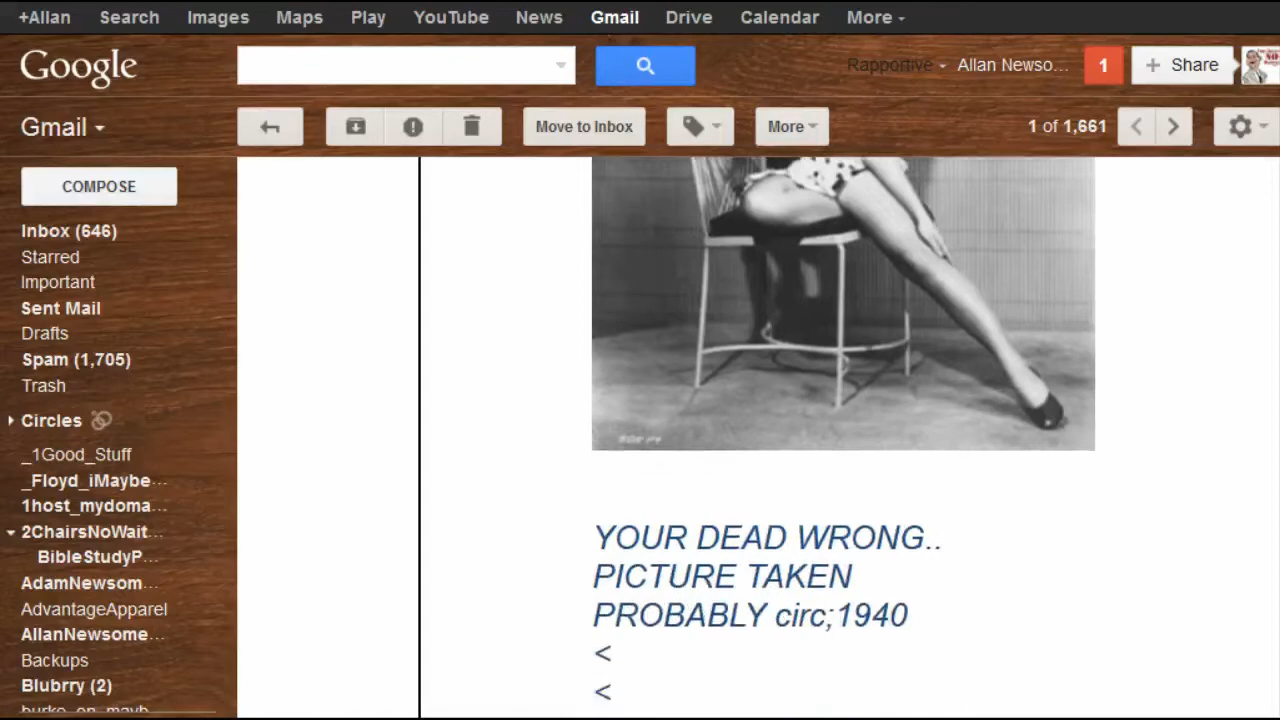 +Allan Search Images Maps Play YouTube News Gmail Drive Calendar More
Google
Rapportive Allan Newso... 1 + Share
Gmail
Move to Inbox
More
1 of 1,661
COMPOSE
Inbox (646)
Starred
Important
Sent Mail
Drafts
Spam (1,705)
Trash
Circles
_1Good_Stuff
_Floyd_iMaybe...
1host_mydoma...
2ChairsNoWait...
BibleStudyP...
AdamNewsom...
AdvantageApparel
AllanNewsome...
Backups
Blubrry (2)
YOUR DEAD WRONG..
PICTURE TAKEN
PROBABLY circ;1940
<
<